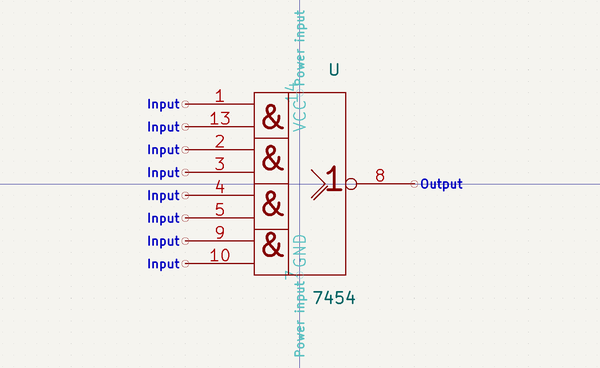 Power input
14
VCC
U
Input 1
Input 13
&
Input 2
Input 3
&
Input 4
Input 5
&
Input 9
Input 10
&
≥1
8 Output
GND
7
Power input
7454